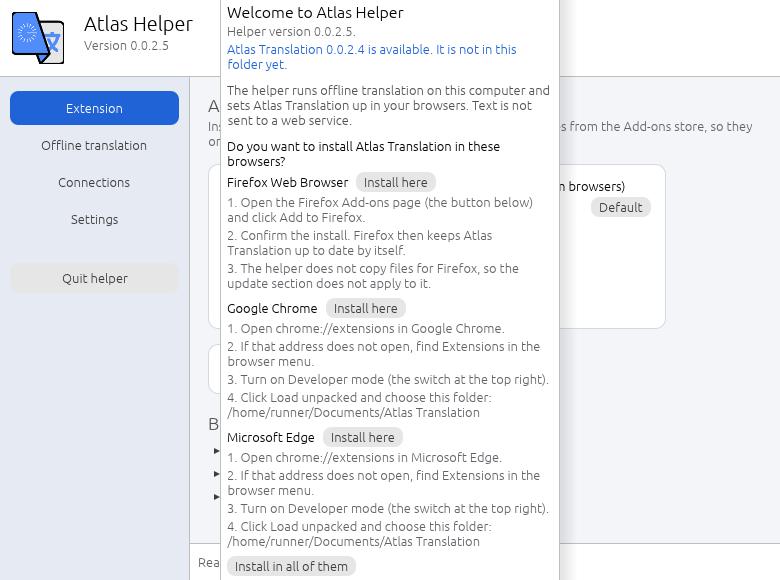 Atlas Helper
Version 0.0.2.5
Extension
Offline translation
Connections
Settings
Quit helper
Welcome to Atlas Helper
Helper version 0.0.2.5.
Atlas Translation 0.0.2.4 is available. It is not in this
folder yet.
The helper runs offline translation on this computer and
sets Atlas Translation up in your browsers. Text is not
sent to a web service.
Do you want to install Atlas Translation in these
browsers?
Firefox Web Browser
Install here
1. Open the Firefox Add-ons page (the button below)
and click Add to Firefox.
2. Confirm the install. Firefox then keeps Atlas
Translation up to date by itself.
3. The helper does not copy files for Firefox, so the
update section does not apply to it.
Google Chrome
Install here
1. Open chrome://extensions in Google Chrome.
2. If that address does not open, find Extensions in the
browser menu.
3. Turn on Developer mode (the switch at the top right).
4. Click Load unpacked and choose this folder:
/home/runner/Documents/Atlas Translation
Microsoft Edge
Install here
1. Open chrome://extensions in Microsoft Edge.
2. If that address does not open, find Extensions in the
browser menu.
3. Turn on Developer mode (the switch at the top right).
4. Click Load unpacked and choose this folder:
/home/runner/Documents/Atlas Translation
Install in all of them
from the Add-ons store, so they
browsers)
Default